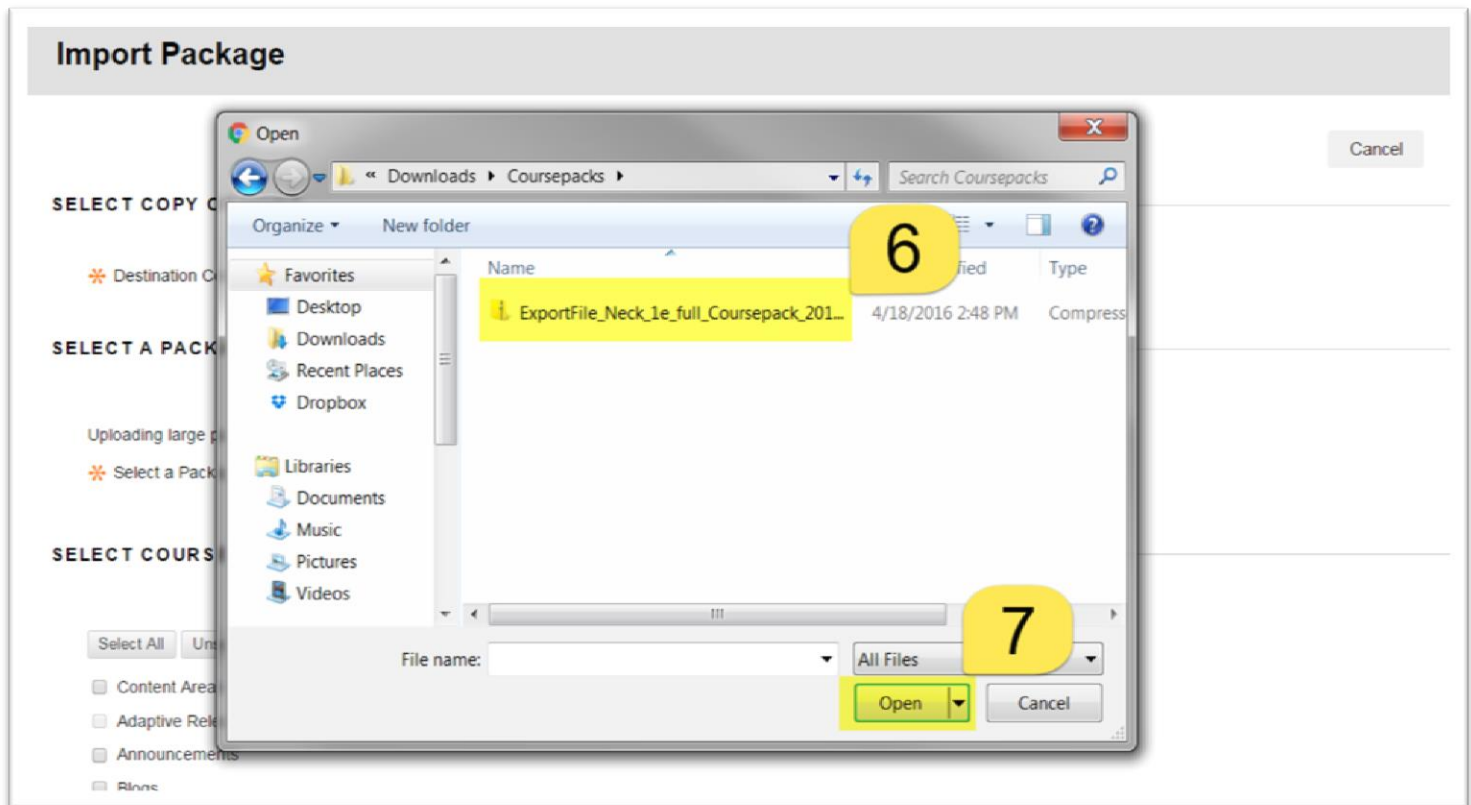 Import Package
Open
Cancel
« Downloads ▸ Coursepacks ▸
Search Coursepacks
SELECT COPY
Organize
New folder
6
Destination
Favorites
Name
Type
Desktop
ExportFile_Neck_1e_full_Coursepack_201...
4/18/2016 2:48 PM
Compress
Downloads
SELECT A PACK
Recent Places
Dropbox
Uploading large
Libraries
Select a Pack
Documents
Music
SELECT COURS
Pictures
Videos
7
Select All
Uns
File name:
All Files
Content Area
Open
Cancel
Adaptive Rele
Announcements
Blogs